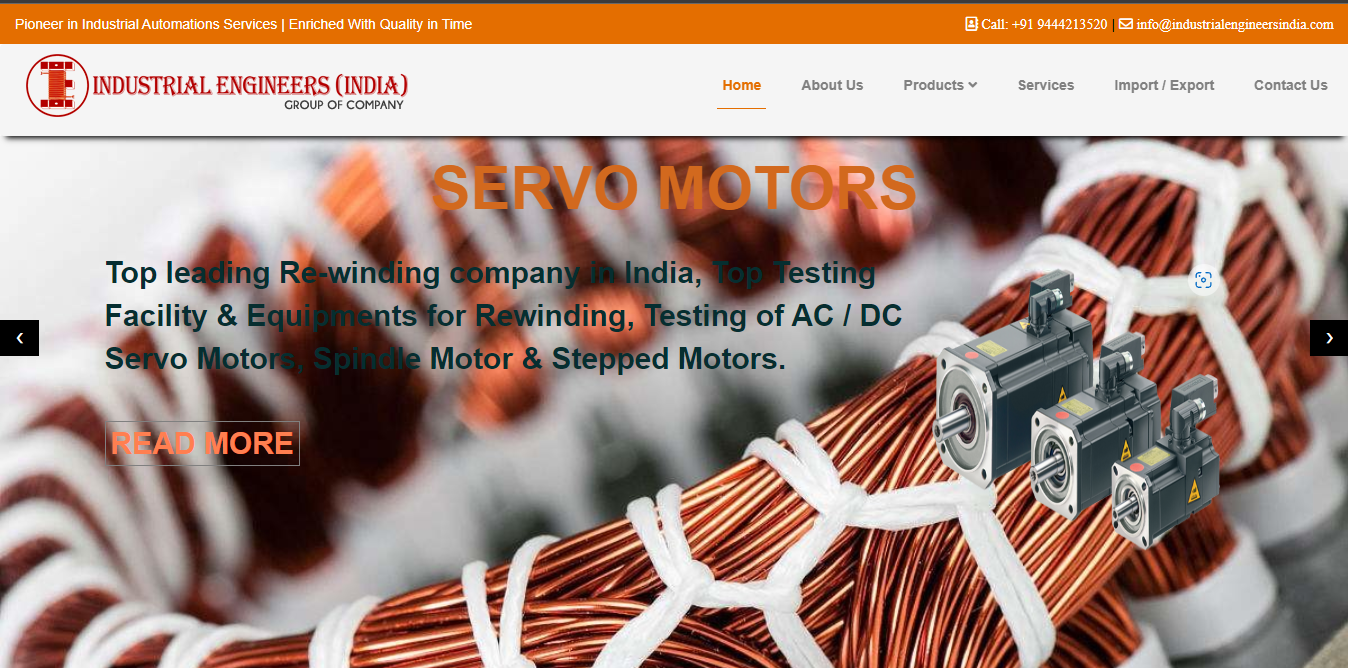 Pioneer in Industrial Automations Services | Enriched With Quality in Time
Call: +91 9444213520 | info@industrialengineersindia.com
INDUSTRIAL ENGINEERS (INDIA)
GROUP OF COMPANY
Home About Us Products Services Import / Export Contact Us
SERVO MOTORS
Top leading Re-winding company in India, Top Testing
Facility & Equipments for Rewinding, Testing of AC / DC
Servo Motors, Spindle Motor & Stepped Motors.
READ MORE